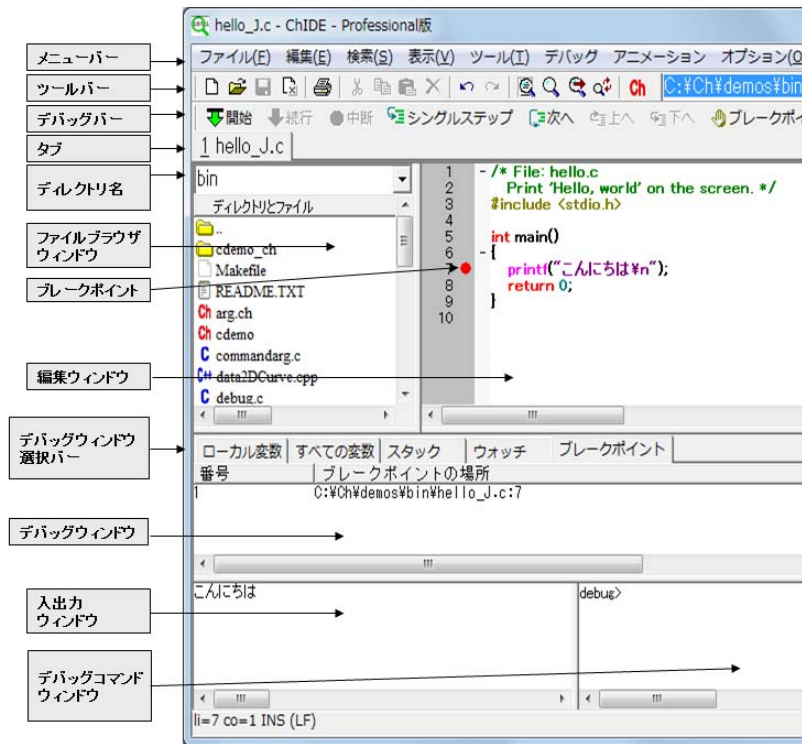 hello_J.c - ChIDE - Professional版
メニューバー
ファイル(F) 編集(E) 検索(S) 表示(V) ツール(T) デバッグ アニメーション オプション(O
ツールバー
Ch C:¥Ch¥demos¥bin
デバッグバー
開始 続行 中断 シングルステップ 次へ 上へ 下へ ブレークポイ
タブ
1 hello_J.c
ディレクトリ名
bin
ディレクトリとファイル
ファイルブラウザ
ウィンドウ
..
cdemo_ch
Makefile
README.TXT
Ch arg.ch
Ch cdemo
C commandarg.c
C++ data2DCurve.cpp
C debug.c
ブレークポイント
編集ウィンドウ
1 - /* File: hello.c
2 Print 'Hello, world' on the screen. */
3 #include <stdio.h>
4
5 int main()
6 - {
7 printf("こんにちは¥n");
8 return 0;
9 }
10
デバッグウィンドウ
選択バー
ローカル変数 すべての変数 スタック ウォッチ ブレークポイント
番号 ブレークポイントの場所
1 C:¥Ch¥demos¥bin¥hello_J.c:7
デバッグウィンドウ
入出力
ウィンドウ
こんにちは
debug>
デバッグコマンド
ウィンドウ
li=7 co=1 INS (LF)